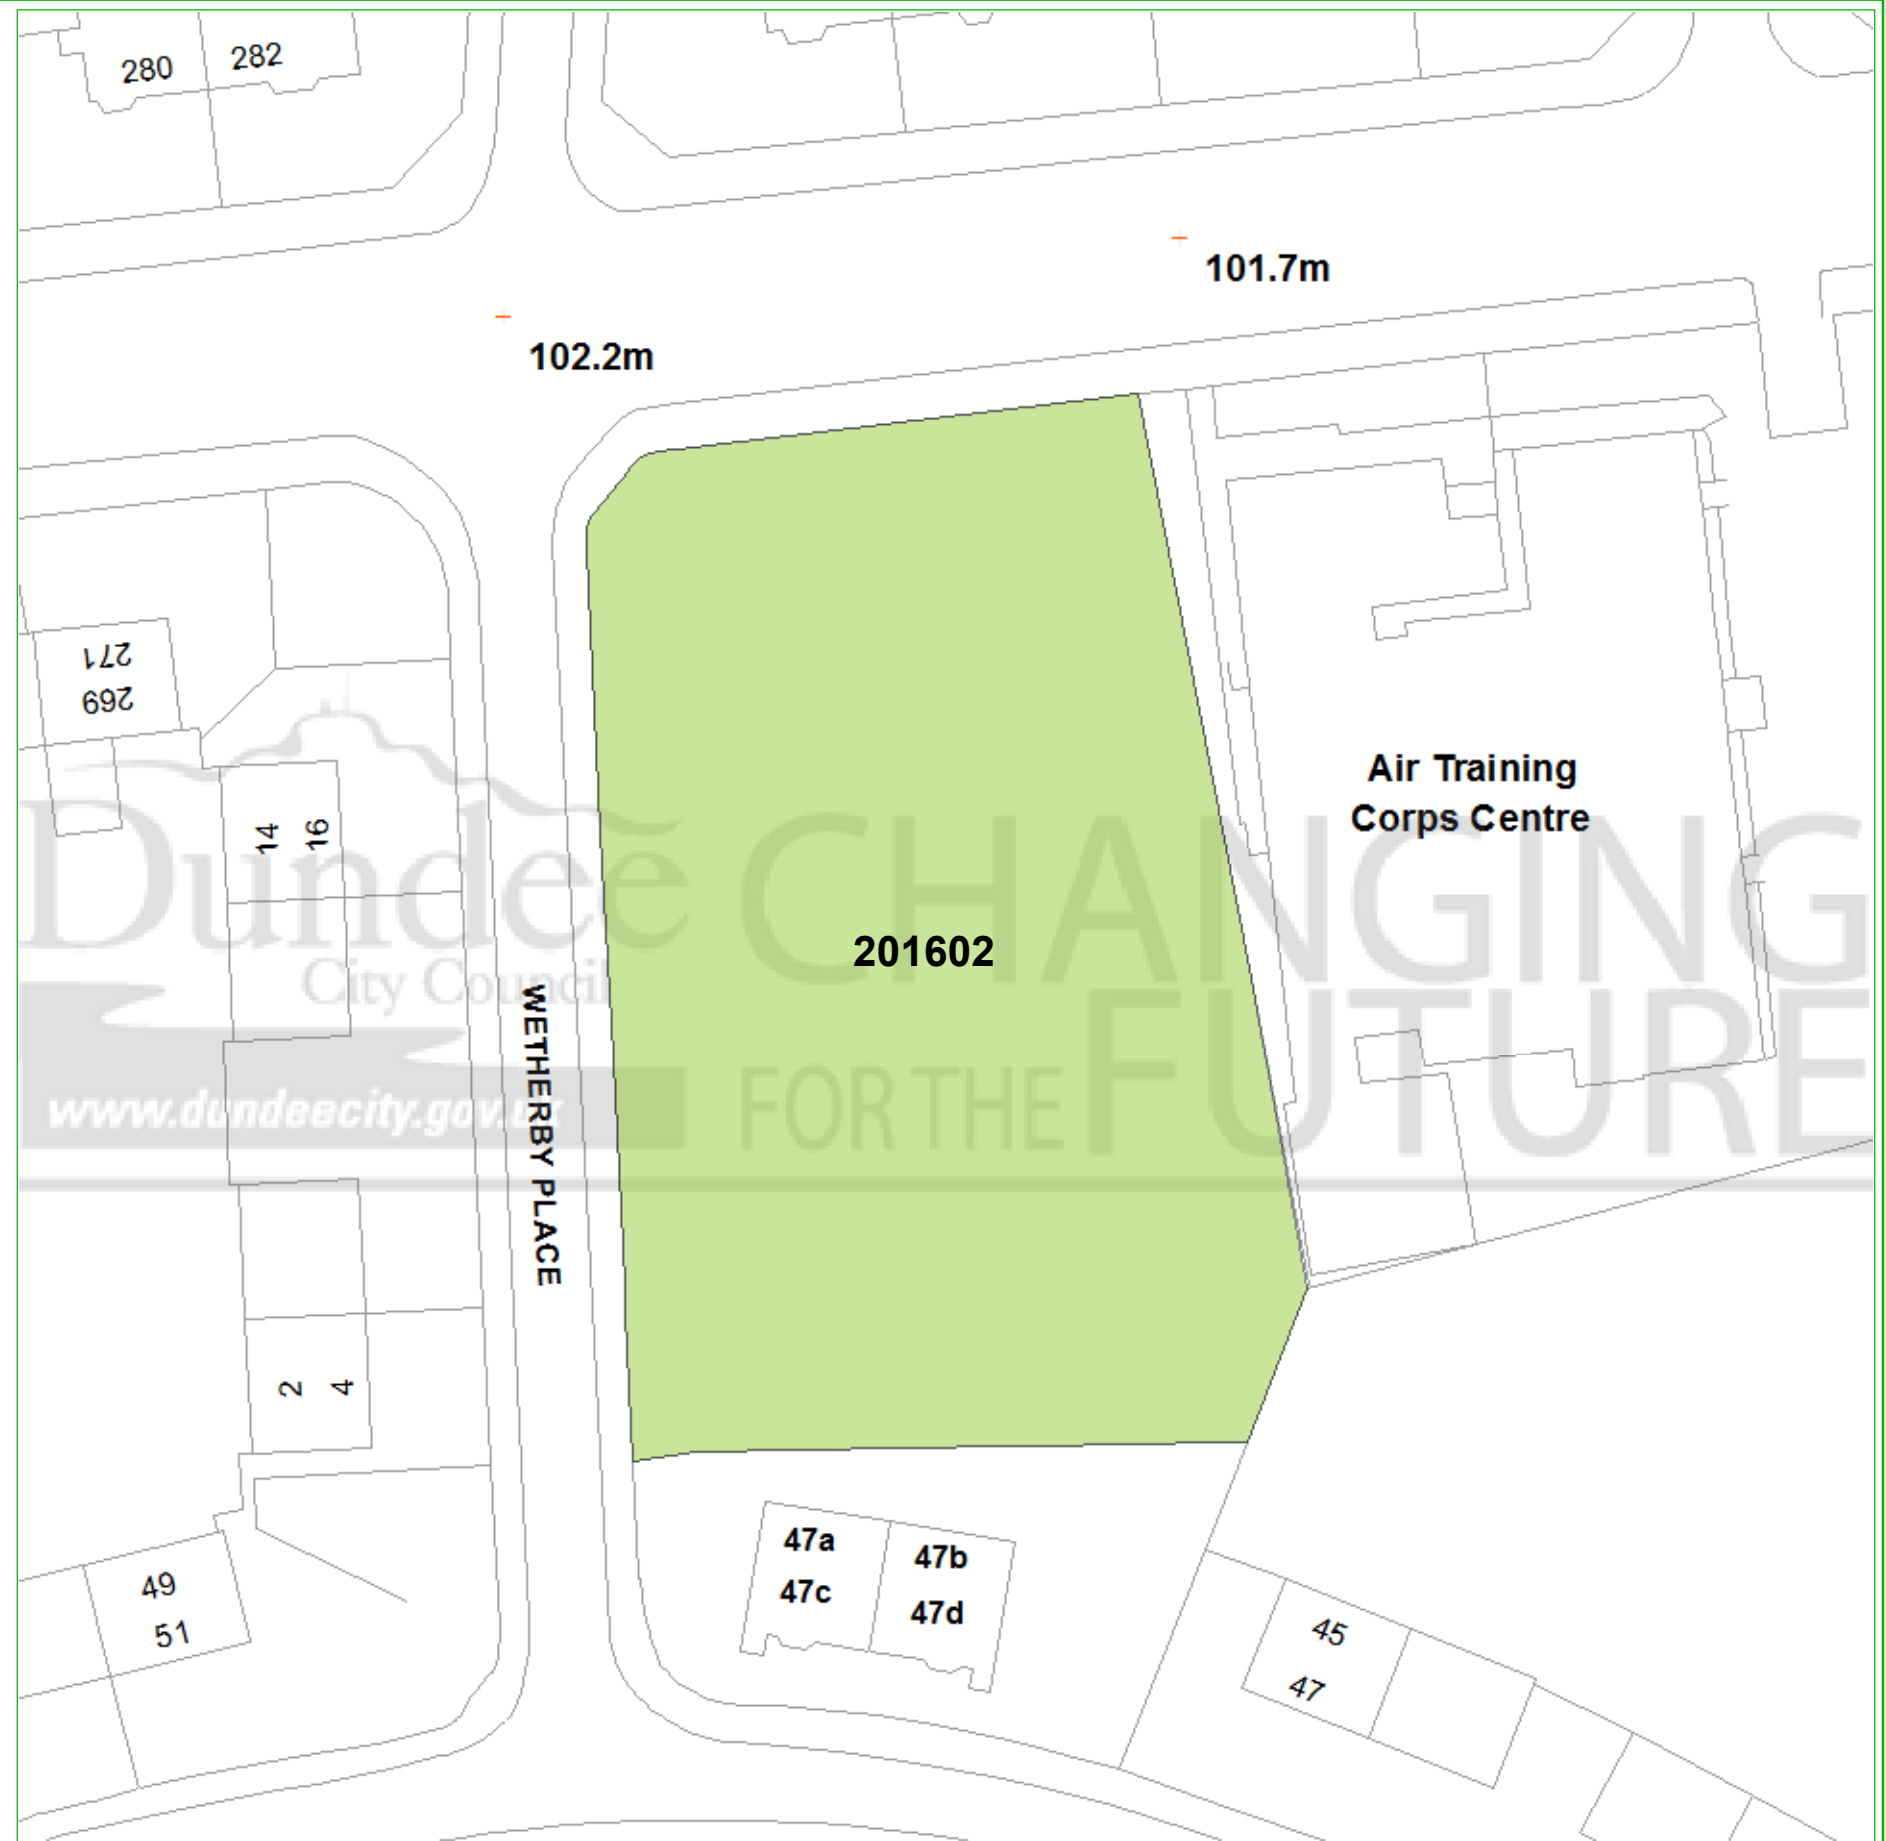 280
282
101.7m
102.2m
271
269
Air Training
Corps Centre
14
16
Dundee
City Council
CHANGING
FOR THE FUTURE
www.dundeecity.gov.uk
201602
WETHERBY PLACE
2
4
47a
47b
47c
47d
49
51
45
47